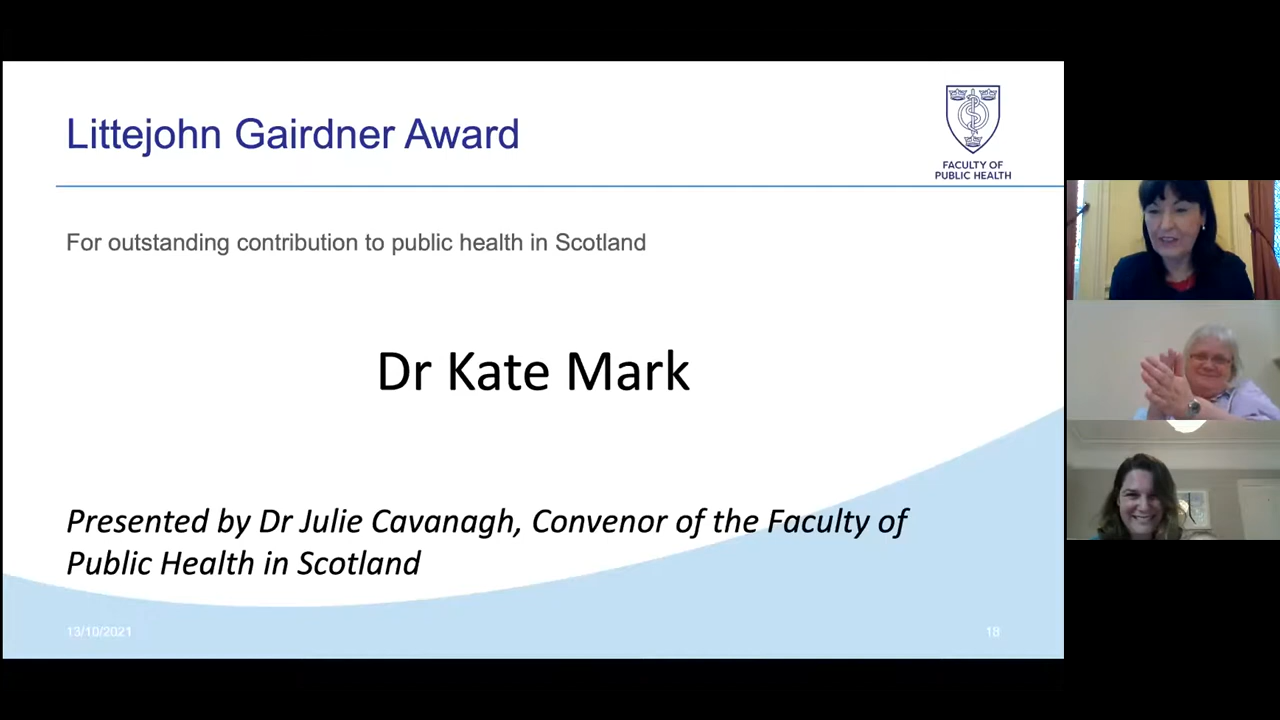 Littejohn Gairdner Award
FACULTY OF
PUBLIC HEALTH
For outstanding contribution to public health in Scotland
Dr Kate Mark
Presented by Dr Julie Cavanagh, Convenor of the Faculty of
Public Health in Scotland
13/10/2021
18